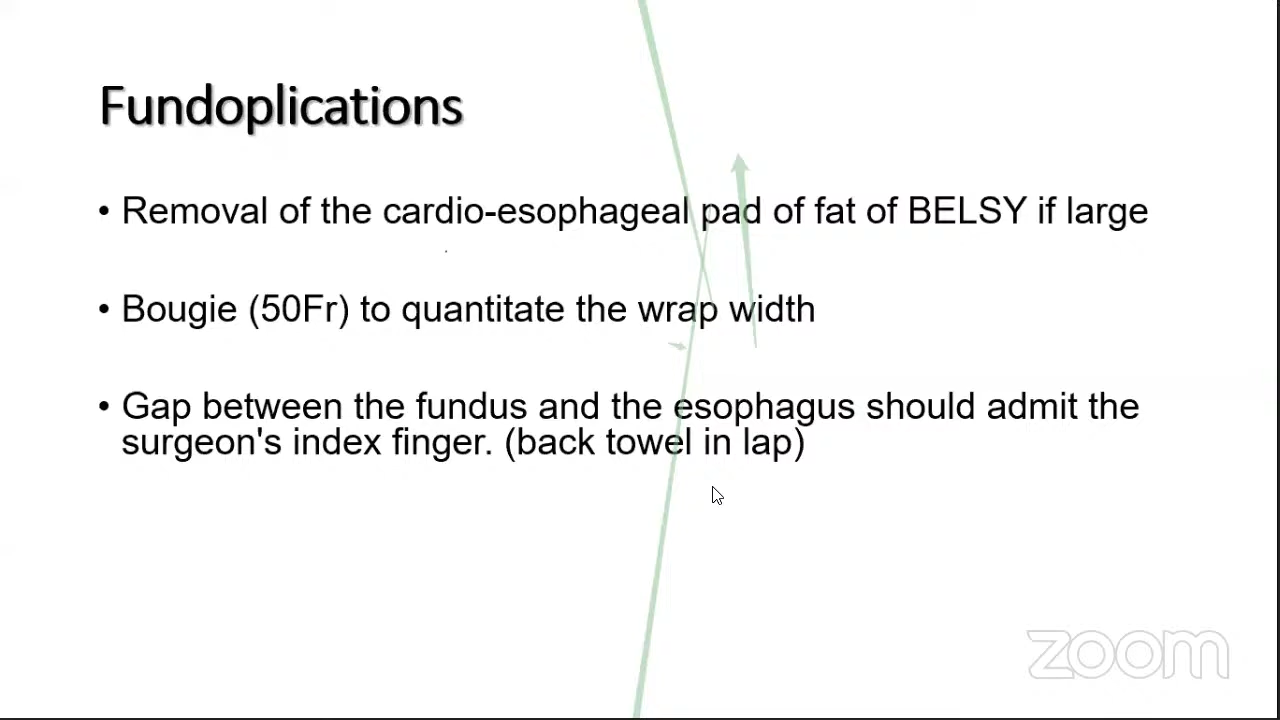 Fundoplications
• Removal of the cardio-esophageal pad of fat of BELSY if large
• Bougie (50Fr) to quantitate the wrap width
• Gap between the fundus and the esophagus should admit the
surgeon's index finger. (back towel in lap)
zoom